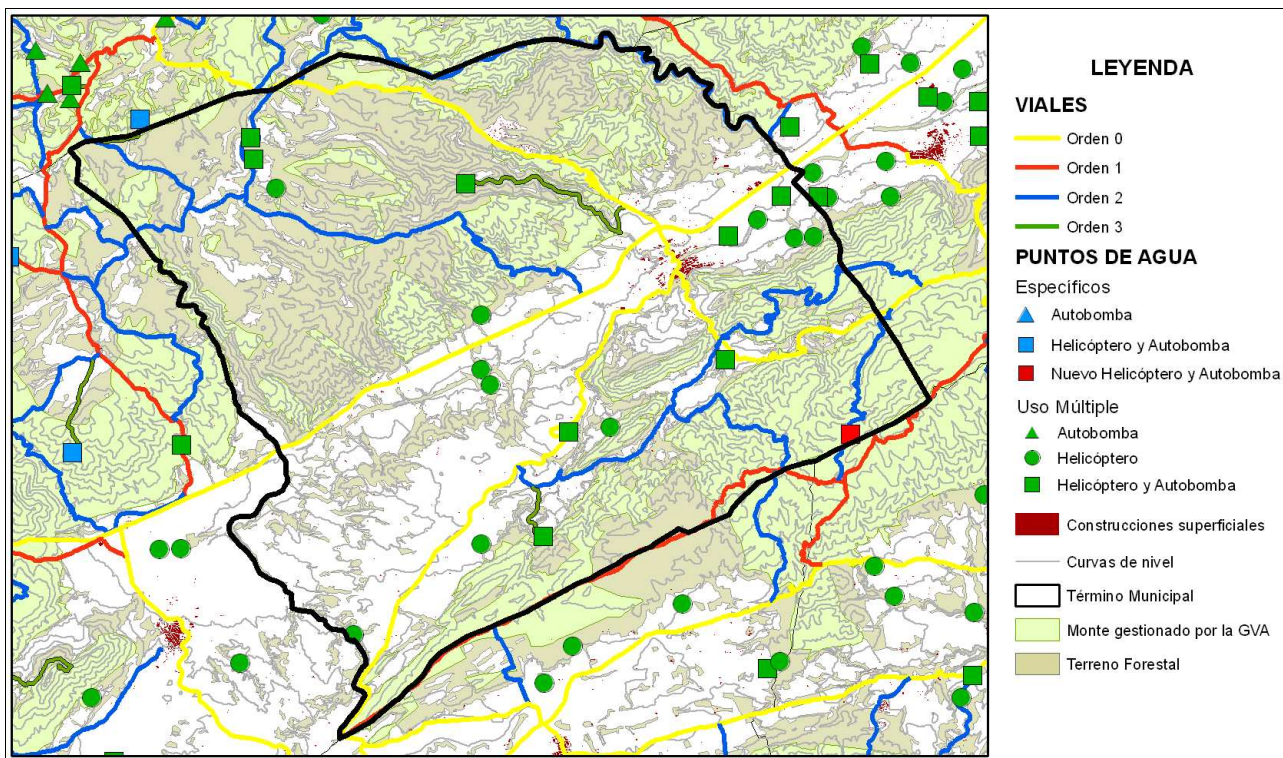 LEYENDA
VIALES
Orden 0
Orden 1
Orden 2
Orden 3
PUNTOS DE AGUA
Específicos
Autobomba
Helicóptero y Autobomba
Nuevo Helicóptero y Autobomba
Uso Múltiple
Autobomba
Helicóptero
Helicóptero y Autobomba
Construcciones superficiales
Curvas de nivel
Término Municipal
Monte gestionado por la GVA
Terreno Forestal